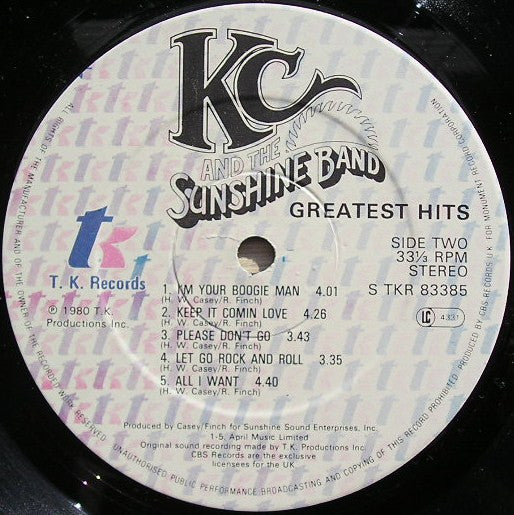 KC
AND THE
SUNSHINE BAND
GREATEST HITS
tk
T. K. Records
℗ 1980 T.K.
Productions Inc.
SIDE TWO
33⅓ RPM
STEREO
S TKR 83385
LC
1. I,M YOUR BOOGIE MAN 4.01
(H. W. Casey/R. Finch)
2. KEEP IT COMIN LOVE 4.26
(H. W. Casey/R. Finch)
3. PLEASE DON'T GO 3.43
(H. W. Casey/R. Finch)
4. LET GO ROCK AND ROLL 3.35
(H. W. Casey/R. Finch)
5. ALL I WANT 4.40
(H. W. Casey/R. Finch)
Produced by Casey/Finch for Sunshine Sound Enterprises, Inc.
1-5, April Music Limited
Original sound recording made by T.K. Productions Inc.
CBS Records are the exclusive
licensees for the UK
ALL RIGHTS OF THE MANUFACTURER AND OF THE OWNER OF THE RECORDED WORK RESERVED. UNAUTHORISED PUBLIC PERFORMANCE, BROADCASTING AND COPYING OF THIS RECORD PROHIBITED. PRODUCED BY CBS RECORDS U.K. FOR MONUMENT RECORD CORPORATION